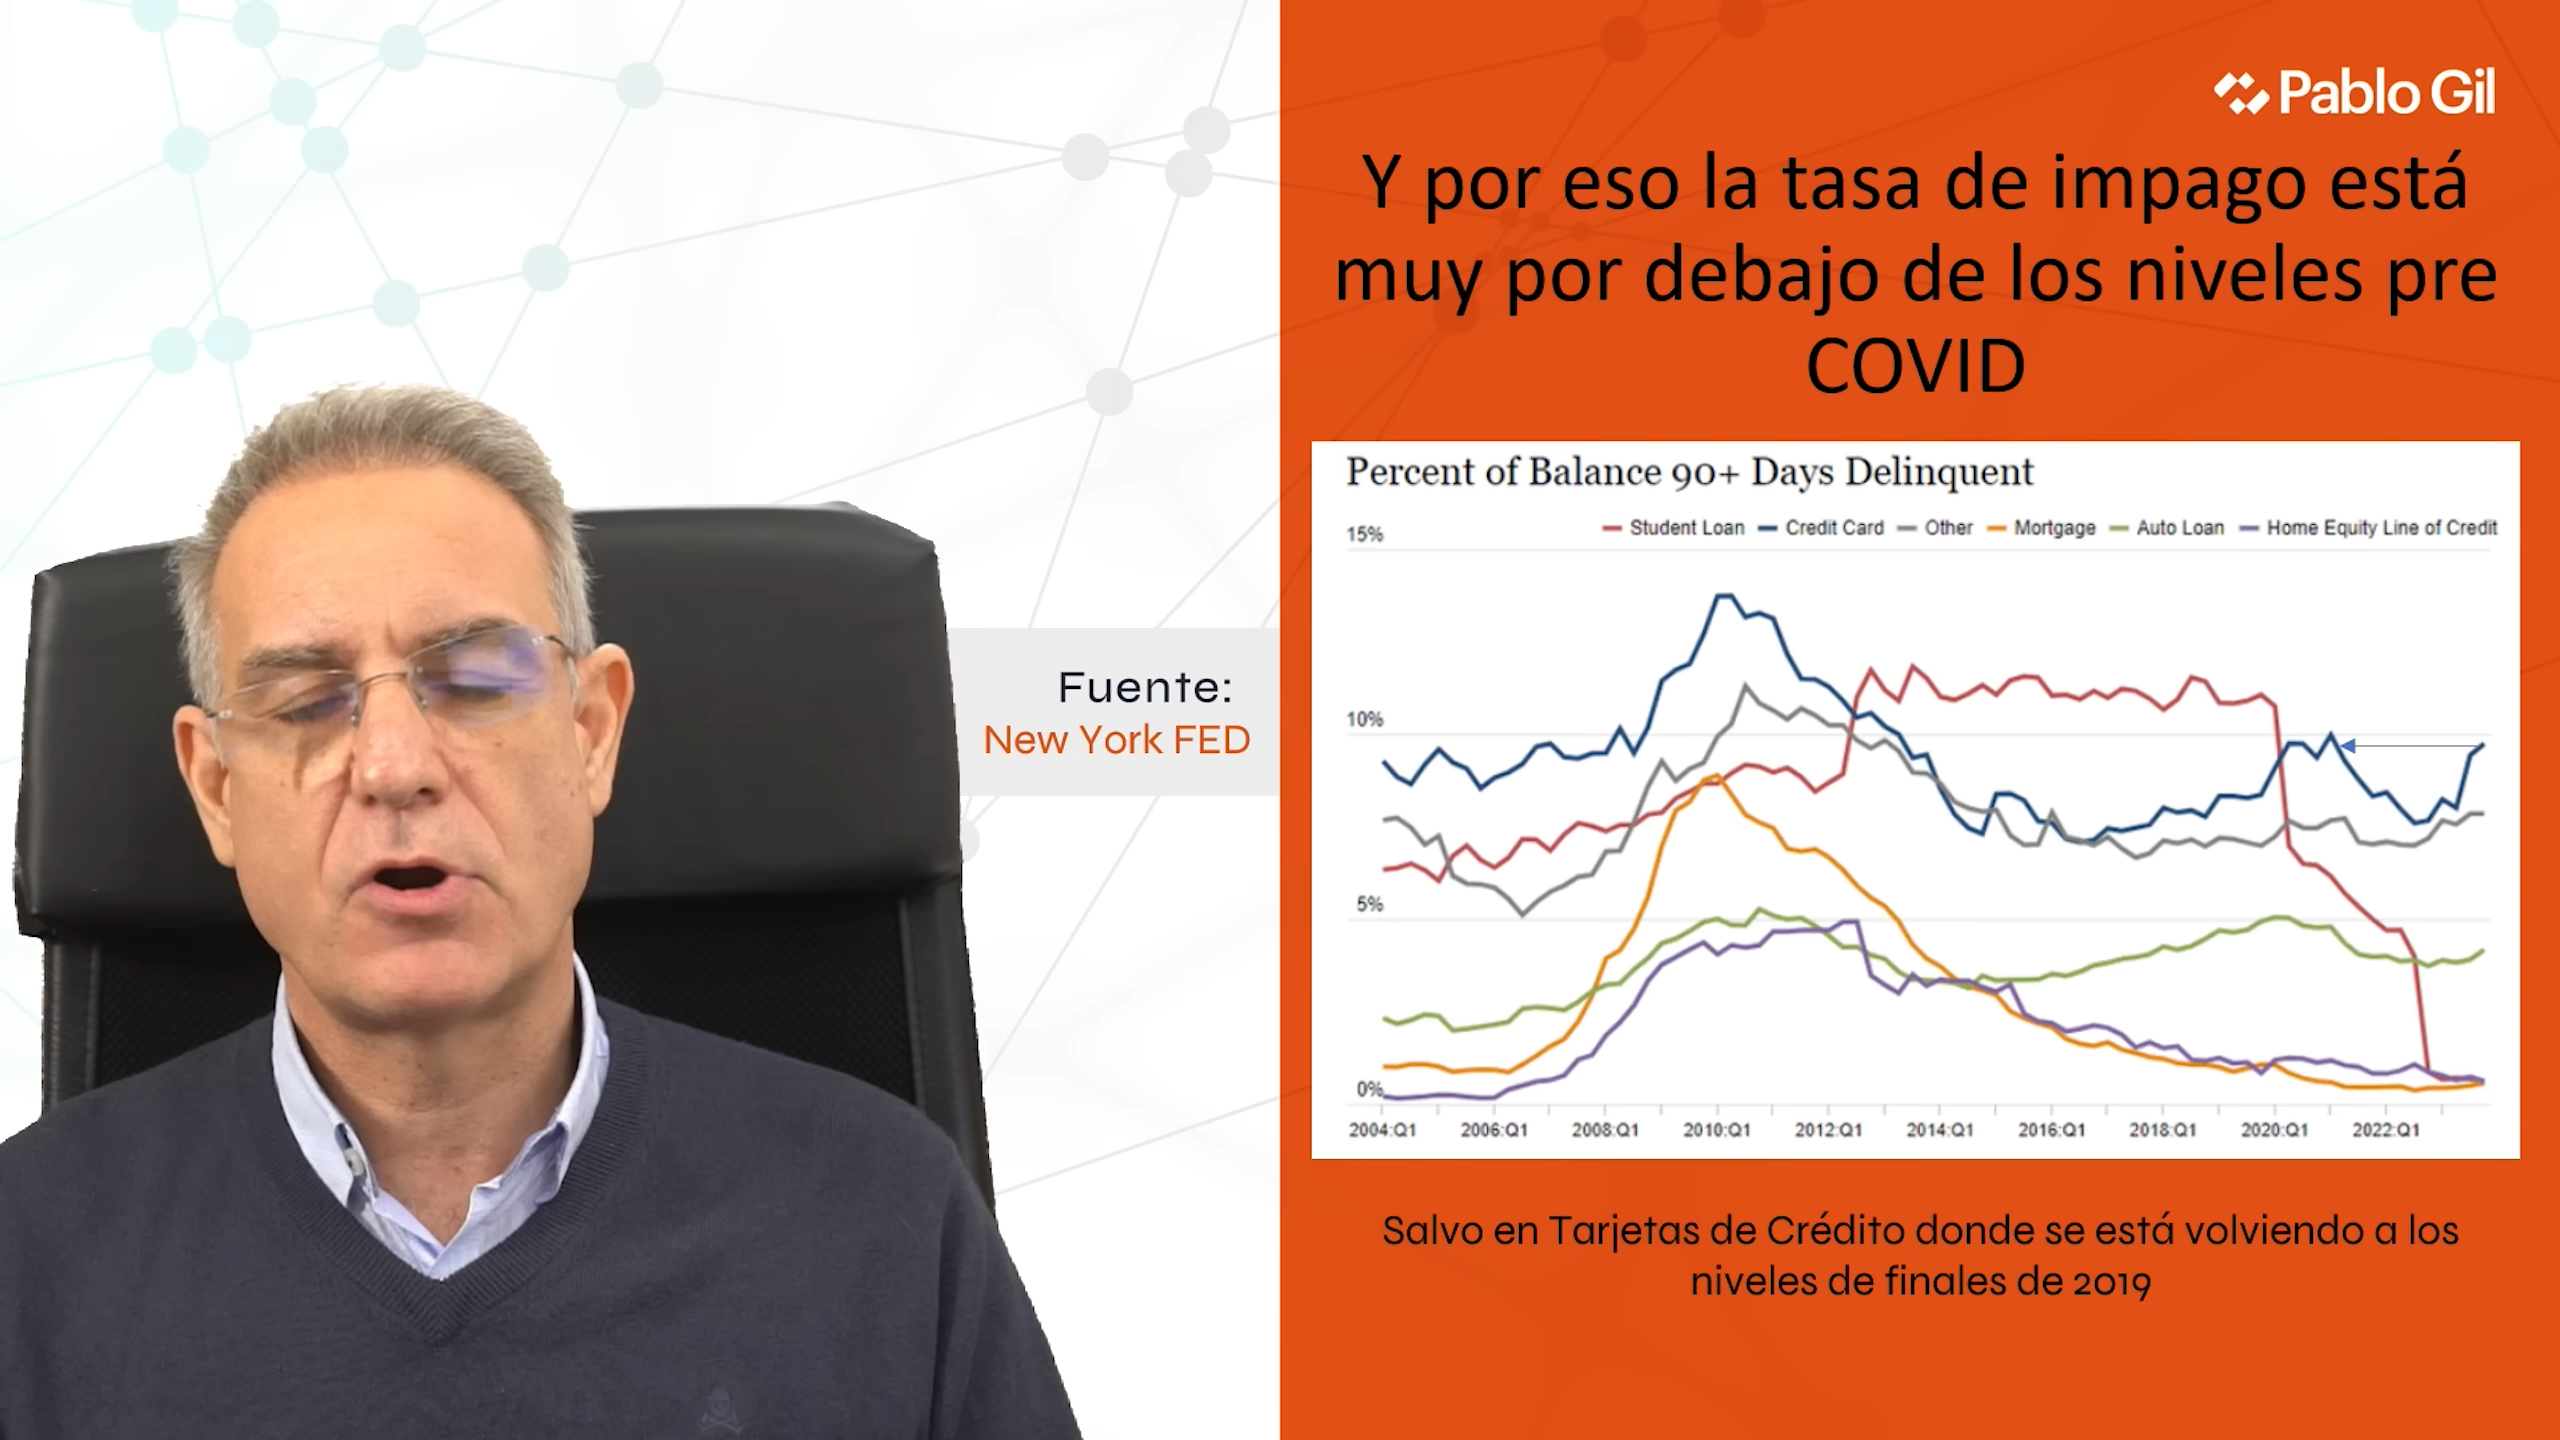 Pablo Gil
Y por eso la tasa de impago está
muy por debajo de los niveles pre
COVID
Fuente:
New York FED
Percent of Balance 90+ Days Delinquent
Student Loan Credit Card Other Mortgage Auto Loan Home Equity Line of Credit
15%
10%
5%
0%
2004:Q1 2006:Q1 2008:Q1 2010:Q1 2012:Q1 2014:Q1 2016:Q1 2018:Q1 2020:Q1 2022:Q1
Salvo en Tarjetas de Crédito donde se está volviendo a los
niveles de finales de 2019